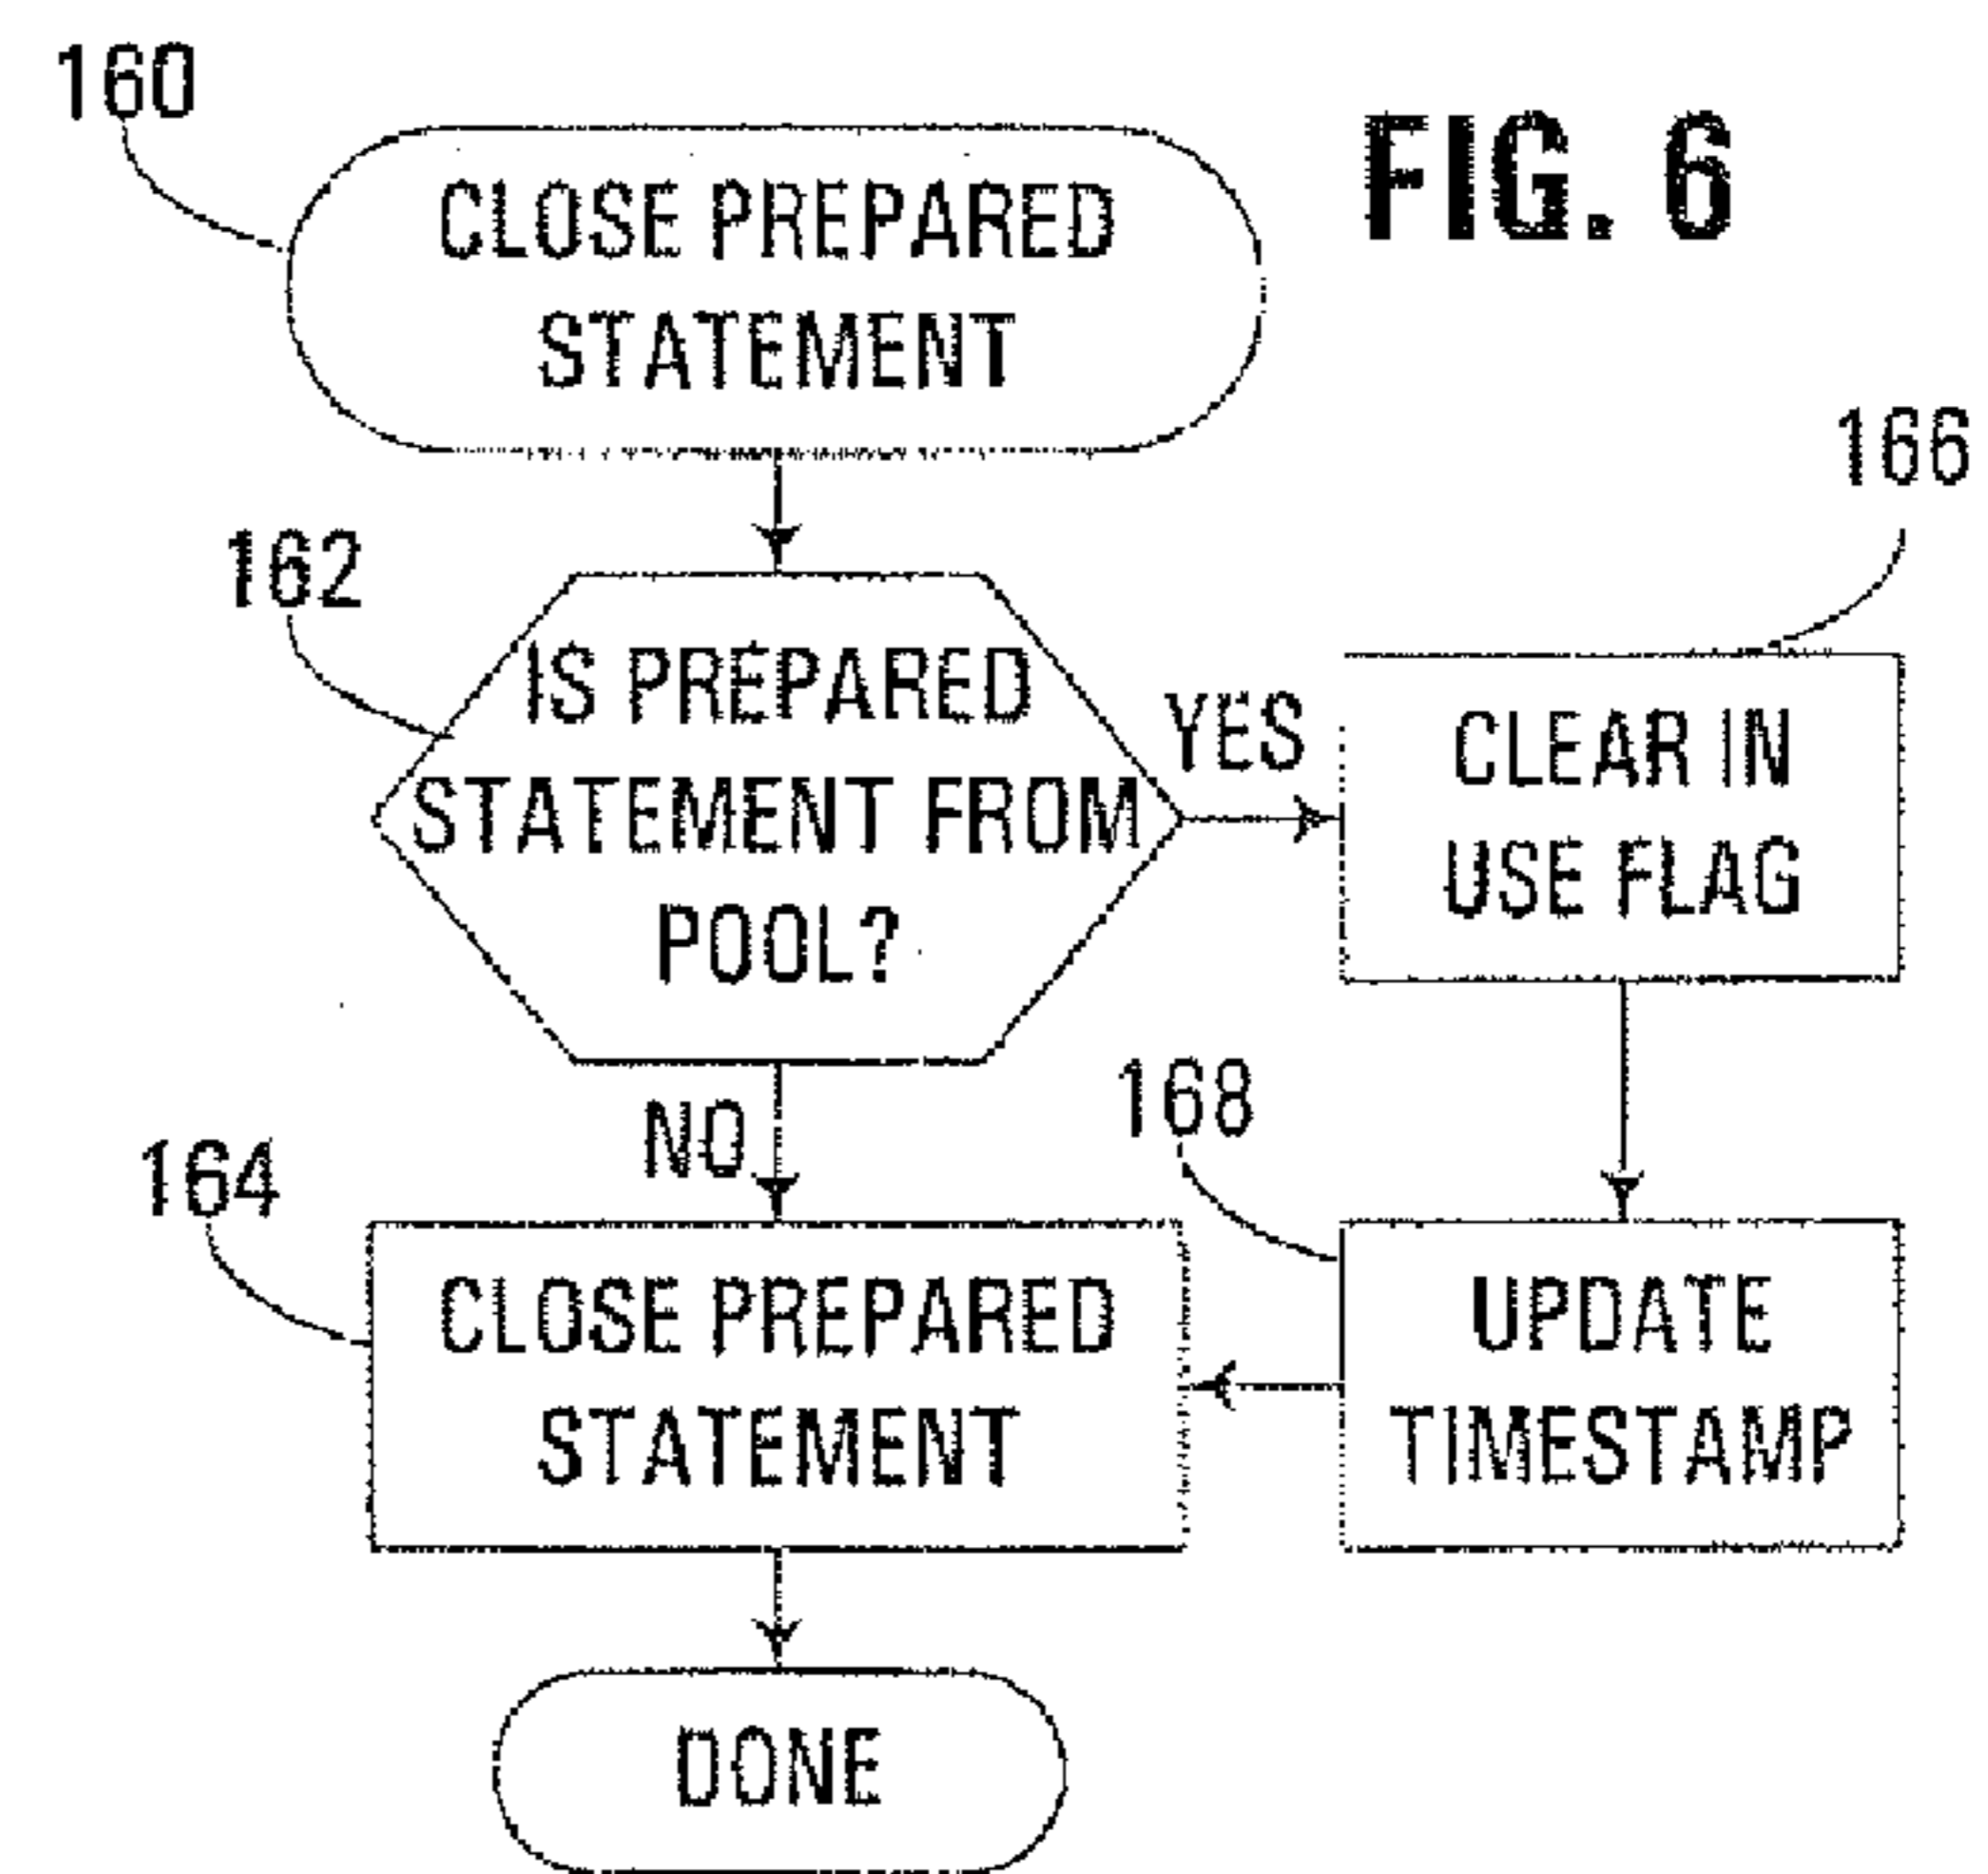 160
FIG. 6
CLOSE PREPARED
STATEMENT
166
162
IS PREPARED
STATEMENT FROM
POOL?
YES
CLEAR IN
USE FLAG
NO
168
164
CLOSE PREPARED
STATEMENT
UPDATE
TIMESTAMP
DONE